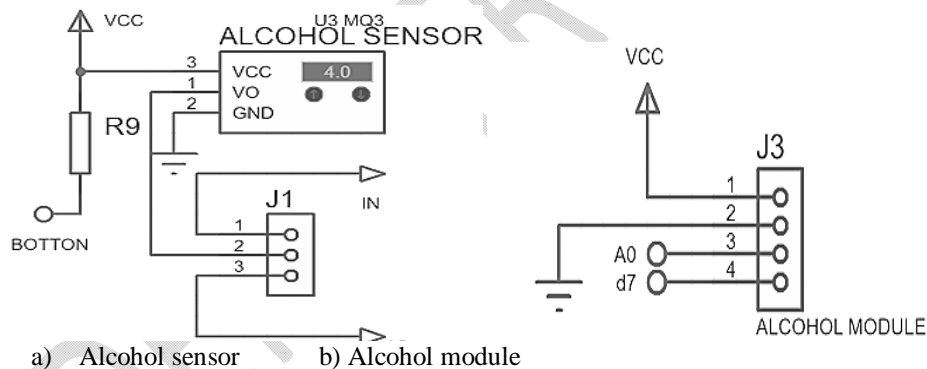 VCC
U3 MQ3
ALCOHOL SENSOR
3 VCC 4.0
1 VO
2 GND
R9
BOTTON
J1
IN
1
2
3
VCC
J3
1
2
A0 3
d7 4
ALCOHOL MODULE
a) Alcohol sensor b) Alcohol module